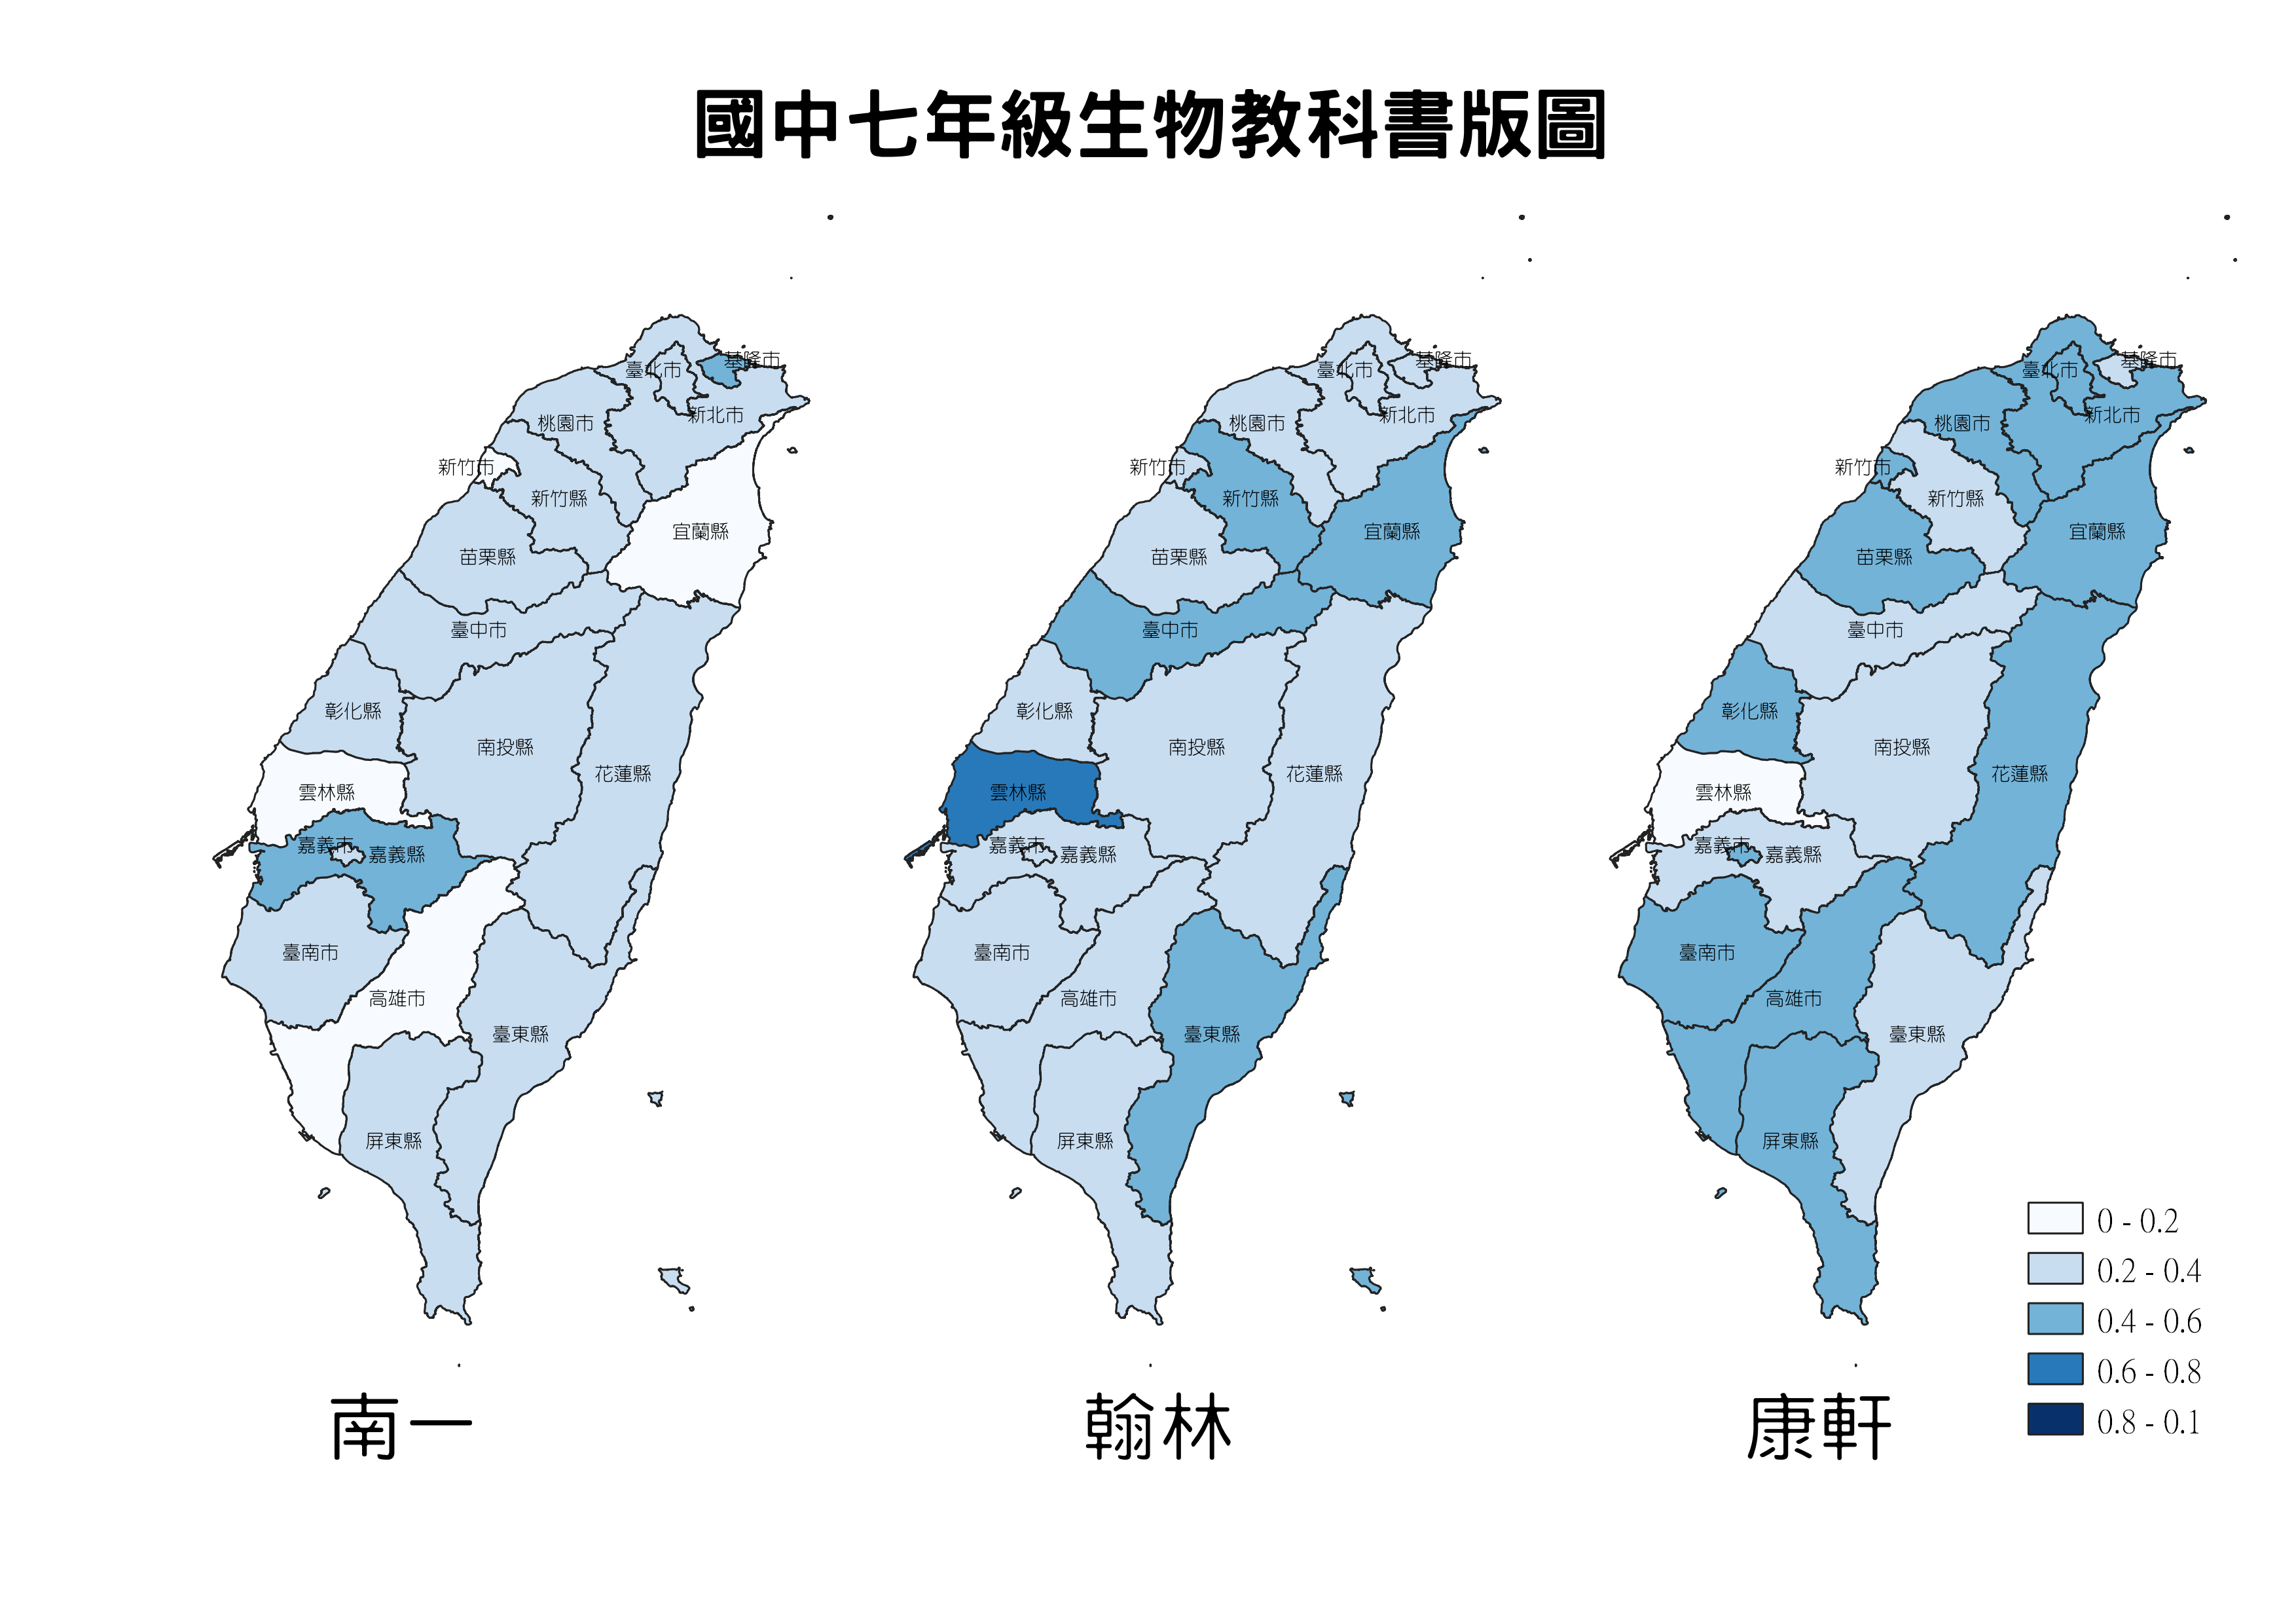 國中七年級生物教科書版圖
基隆市
臺北市
新北市
桃園市
新竹市
新竹縣
宜蘭縣
苗栗縣
臺中市
彰化縣
南投縣
花蓮縣
雲林縣
嘉義市
嘉義縣
臺南市
高雄市
臺東縣
屏東縣
南一
基隆市
臺北市
新北市
桃園市
新竹市
新竹縣
宜蘭縣
苗栗縣
臺中市
彰化縣
南投縣
花蓮縣
雲林縣
嘉義市
嘉義縣
臺南市
高雄市
臺東縣
屏東縣
翰林
基隆市
臺北市
新北市
桃園市
新竹市
新竹縣
宜蘭縣
苗栗縣
臺中市
彰化縣
南投縣
花蓮縣
雲林縣
嘉義市
嘉義縣
臺南市
高雄市
臺東縣
屏東縣
康軒
0 - 0.2
0.2 - 0.4
0.4 - 0.6
0.6 - 0.8
0.8 - 0.1